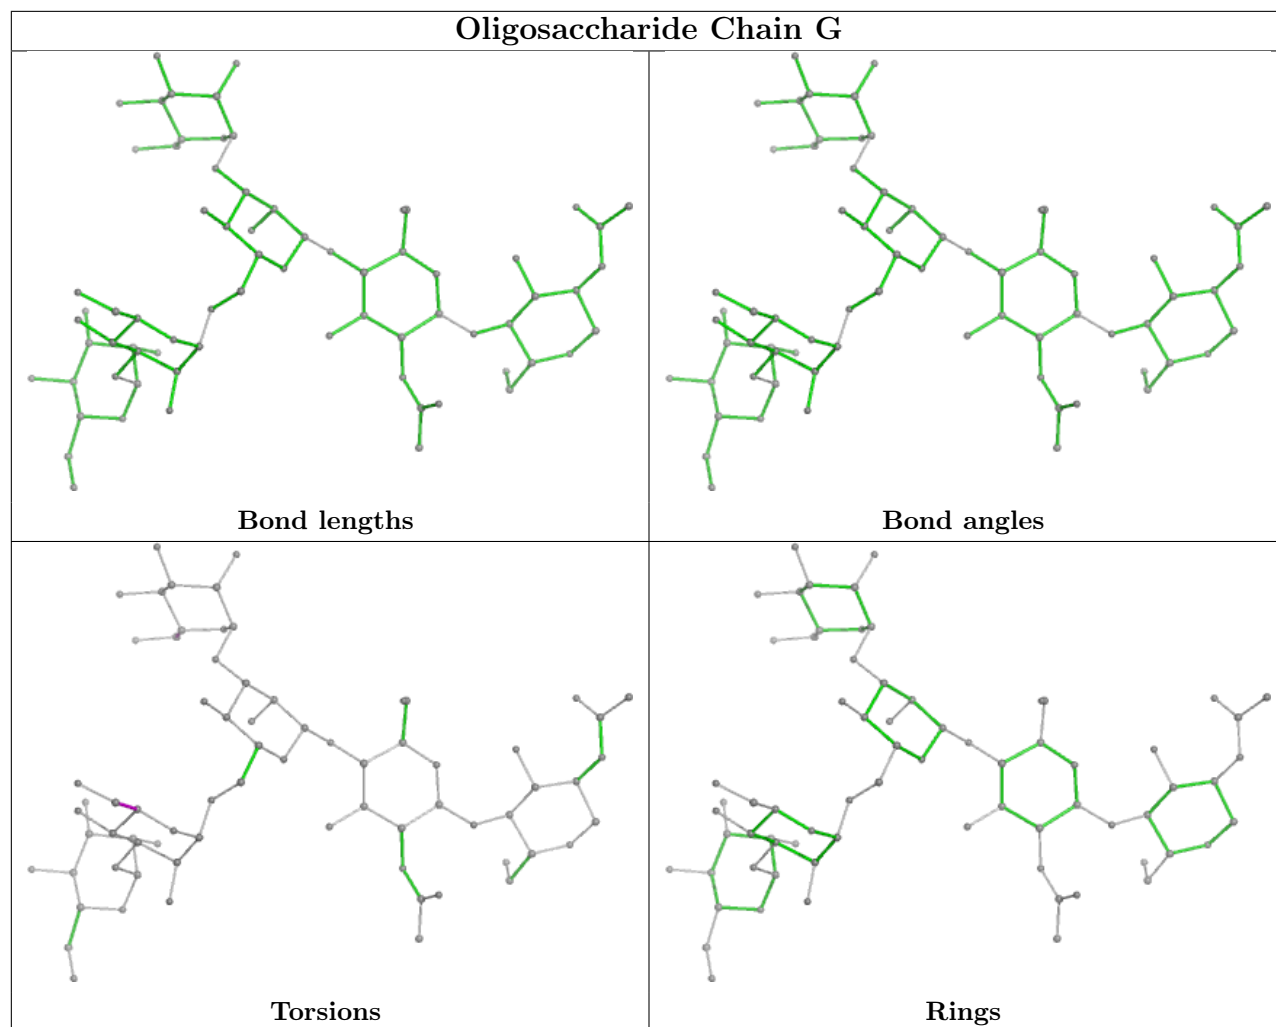 Oligosaccharide Chain G
Bond lengths
Bond angles
Torsions
Rings